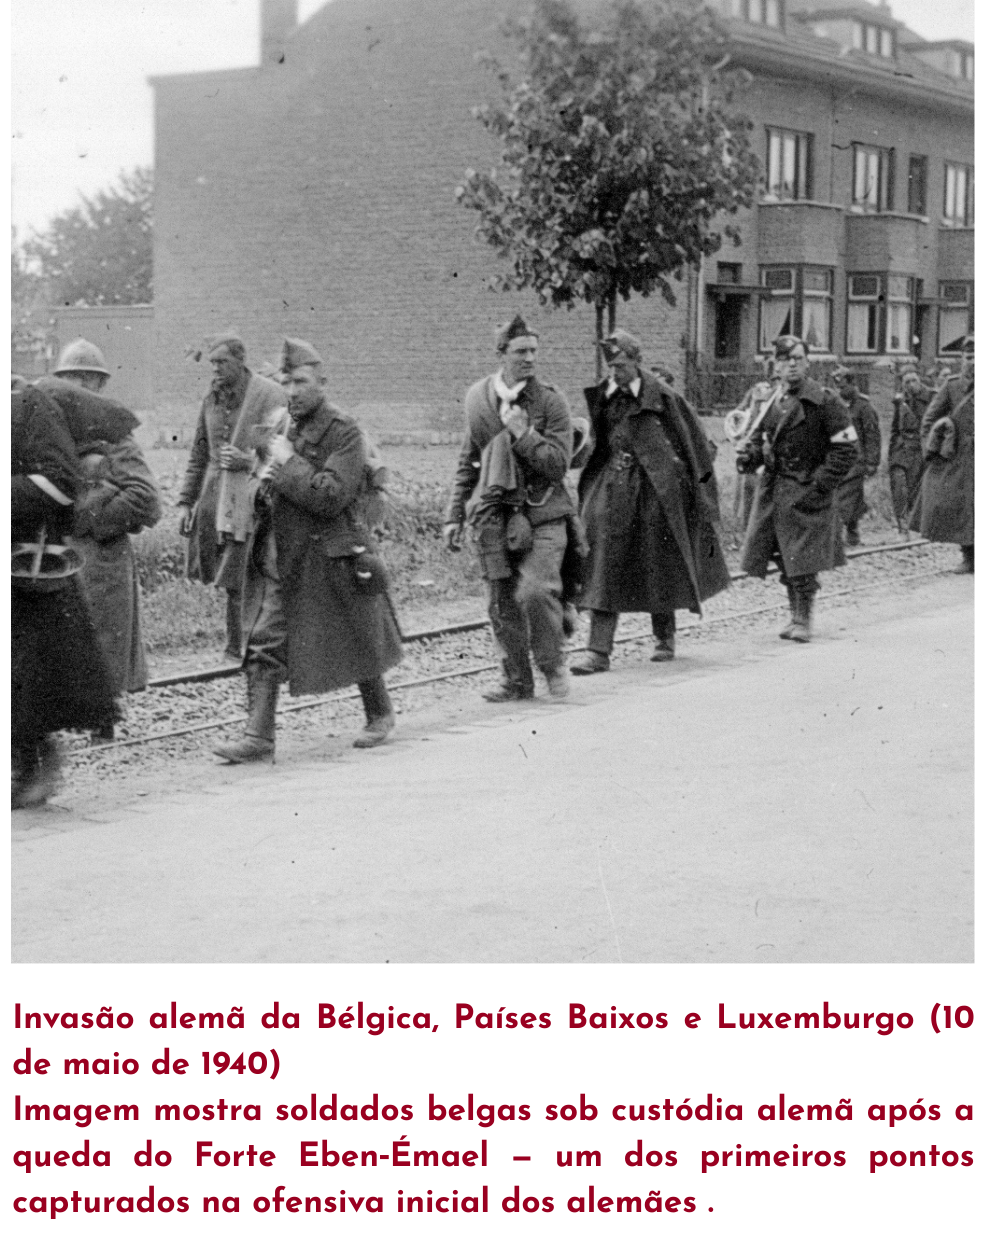 Invasão alemã da Bélgica, Países Baixos e Luxemburgo (10
de maio de 1940)
Imagem mostra soldados belgas sob custódia alemã após a
queda do Forte Eben-Émael — um dos primeiros pontos
capturados na ofensiva inicial dos alemães .